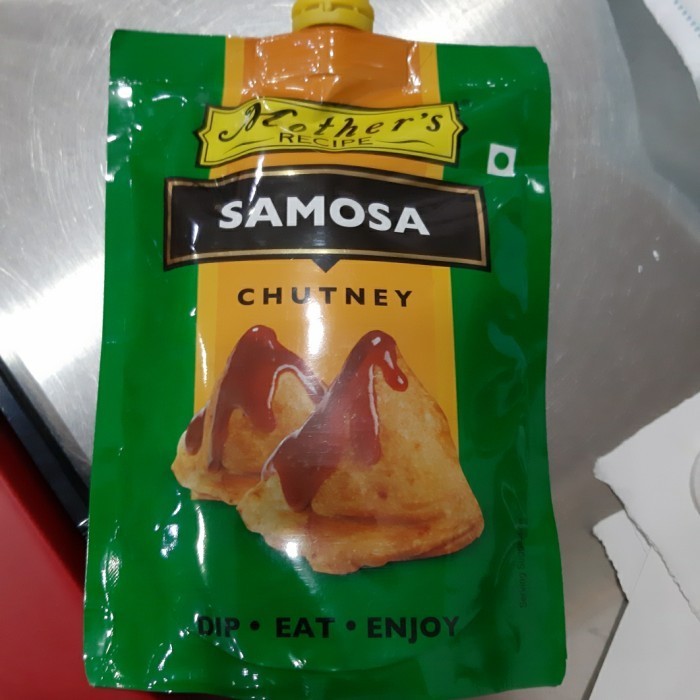 Mother's
RECIPE
SAMOSA
CHUTNEY
DIP • EAT • ENJOY